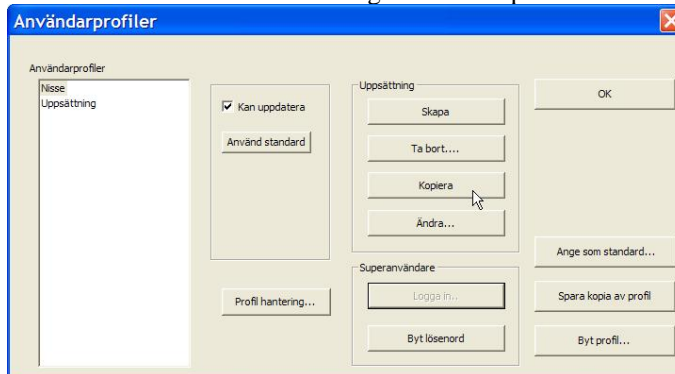 Användarprofiler
Användarprofiler
Nisse
Uppsättning
Kan uppdatera
Använd standard
Profil hantering...
Uppsättning
Skapa
Ta bort....
Kopiera
Ändra...
Superanvändare
Logga in..
Byt lösenord
OK
Ange som standard...
Spara kopia av profil
Byt profil...